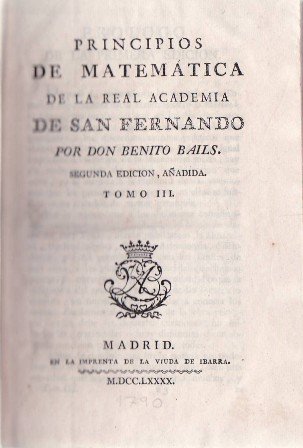 PRINCIPIOS
DE MATEMÁTICA
DE LA REAL ACADEMIA
DE SAN FERNANDO
POR DON BENITO BAILS.
SEGUNDA EDICION, AÑADIDA.
TOMO III.
MADRID.
EN LA IMPRENTA DE LA VIUDA DE IBARRA.
M.DCC.LXXXX.
790